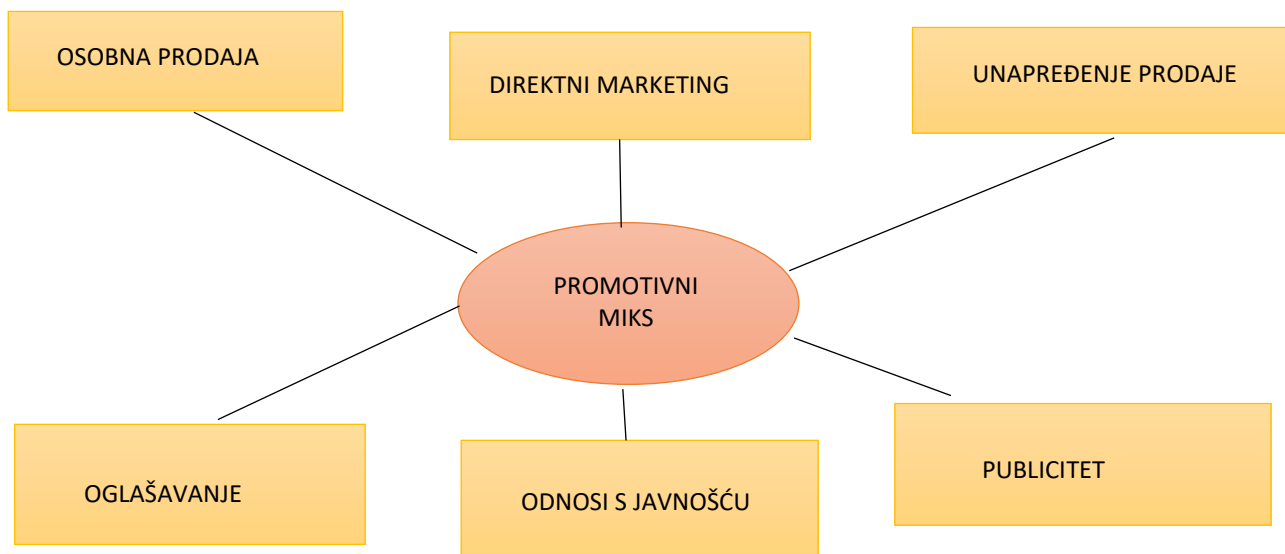 OSOBNA PRODAJA
DIREKTNI MARKETING
UNAPREĐENJE PRODAJE
PROMOTIVNI
MIKS
OGLAŠAVANJE
ODNOSI S JAVNOŠĆU
PUBLICITET